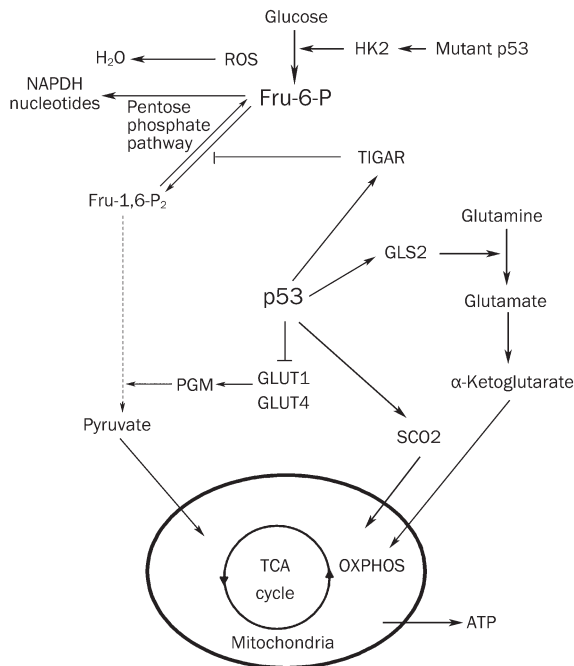 Glucose
H₂O
ROS
HK2
Mutant p53
NAPDH
nucleotides
Fru-6-P
Pentose
phosphate
pathway
TIGAR
Fru-1,6-P₂
Glutamine
GLS2
p53
Glutamate
PGM
GLUT1
GLUT4
α-Ketoglutarate
Pyruvate
SCO2
TCA
cycle
OXPHOS
Mitochondria
ATP